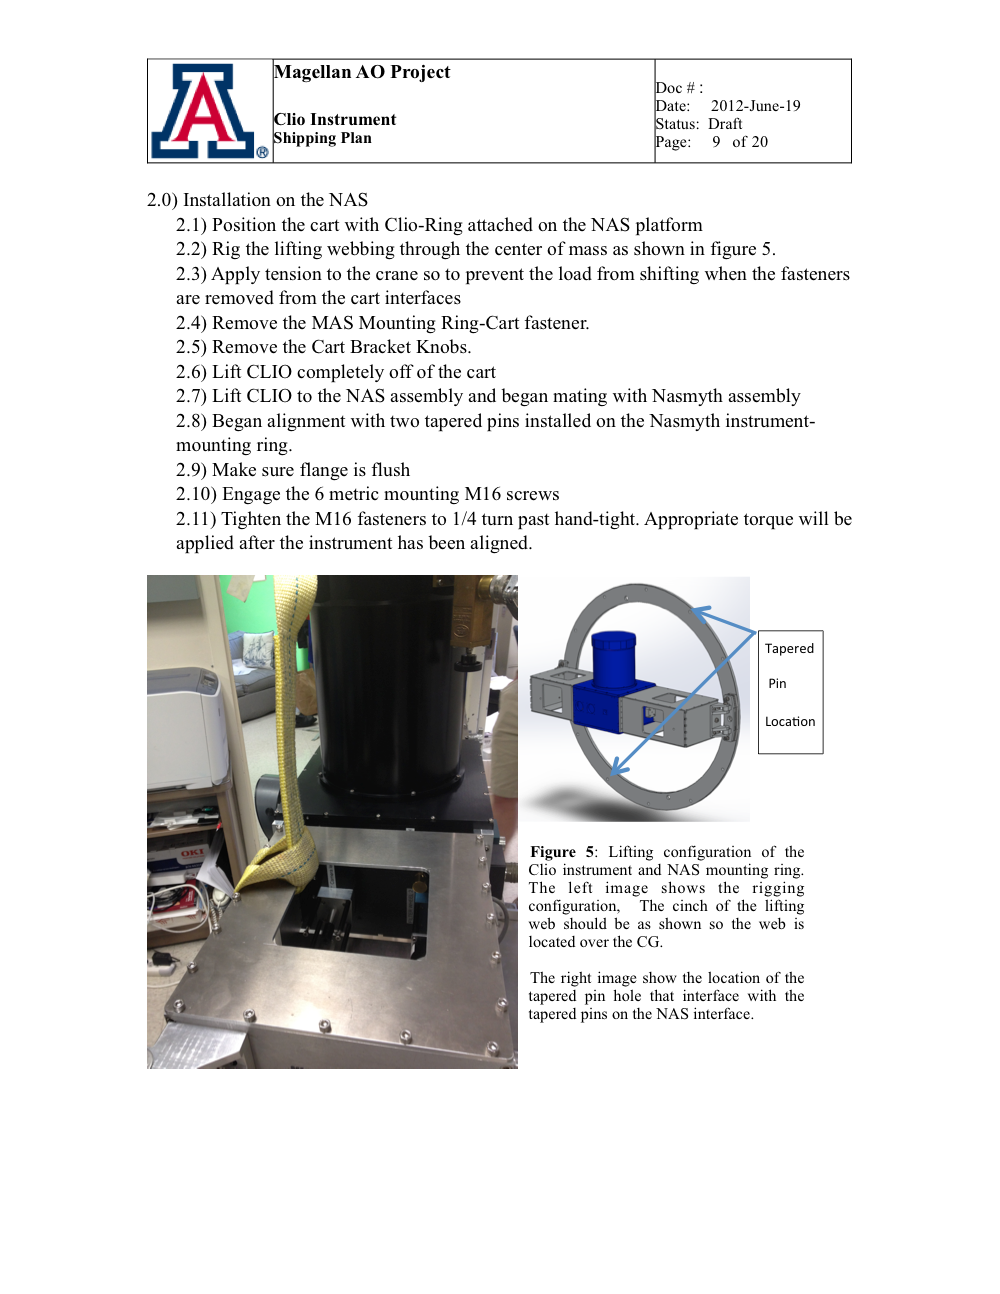 Magellan AO Project
Clio Instrument
Shipping Plan
Doc # :
Date: 2012-June-19
Status: Draft
Page: 9 of 20
A
®
2.0) Installation on the NAS
2.1) Position the cart with Clio-Ring attached on the NAS platform
2.2) Rig the lifting webbing through the center of mass as shown in figure 5.
2.3) Apply tension to the crane so to prevent the load from shifting when the fasteners
are removed from the cart interfaces
2.4) Remove the MAS Mounting Ring-Cart fastener.
2.5) Remove the Cart Bracket Knobs.
2.6) Lift CLIO completely off of the cart
2.7) Lift CLIO to the NAS assembly and began mating with Nasmyth assembly
2.8) Began alignment with two tapered pins installed on the Nasmyth instrument-
mounting ring.
2.9) Make sure flange is flush
2.10) Engage the 6 metric mounting M16 screws
2.11) Tighten the M16 fasteners to 1/4 turn past hand-tight. Appropriate torque will be
applied after the instrument has been aligned.
OKI
Tapered
Pin
Location
Figure 5: Lifting configuration of the
Clio instrument and NAS mounting ring.
The left image shows the rigging
configuration, The cinch of the lifting
web should be as shown so the web is
located over the CG.
The right image show the location of the
tapered pin hole that interface with the
tapered pins on the NAS interface.